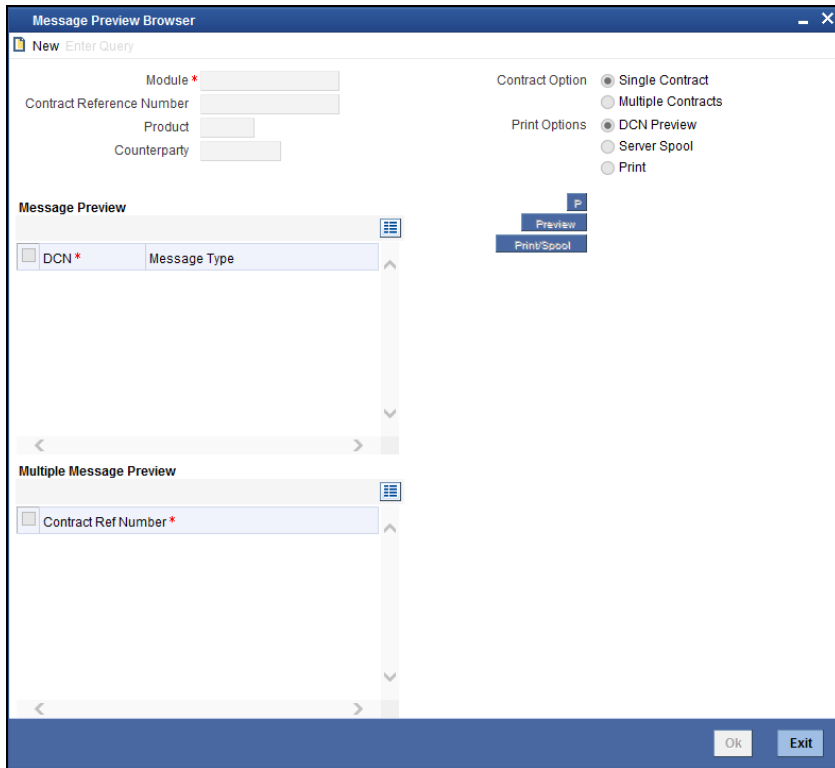 Message Preview Browser
New Enter Query
Module *
Contract Reference Number
Product
Counterparty
Contract Option
Single Contract
Multiple Contracts
Print Options
DCN Preview
Server Spool
Print
P
Preview
Print/Spool
Message Preview
DCN * Message Type
Multiple Message Preview
Contract Ref Number *
Ok Exit